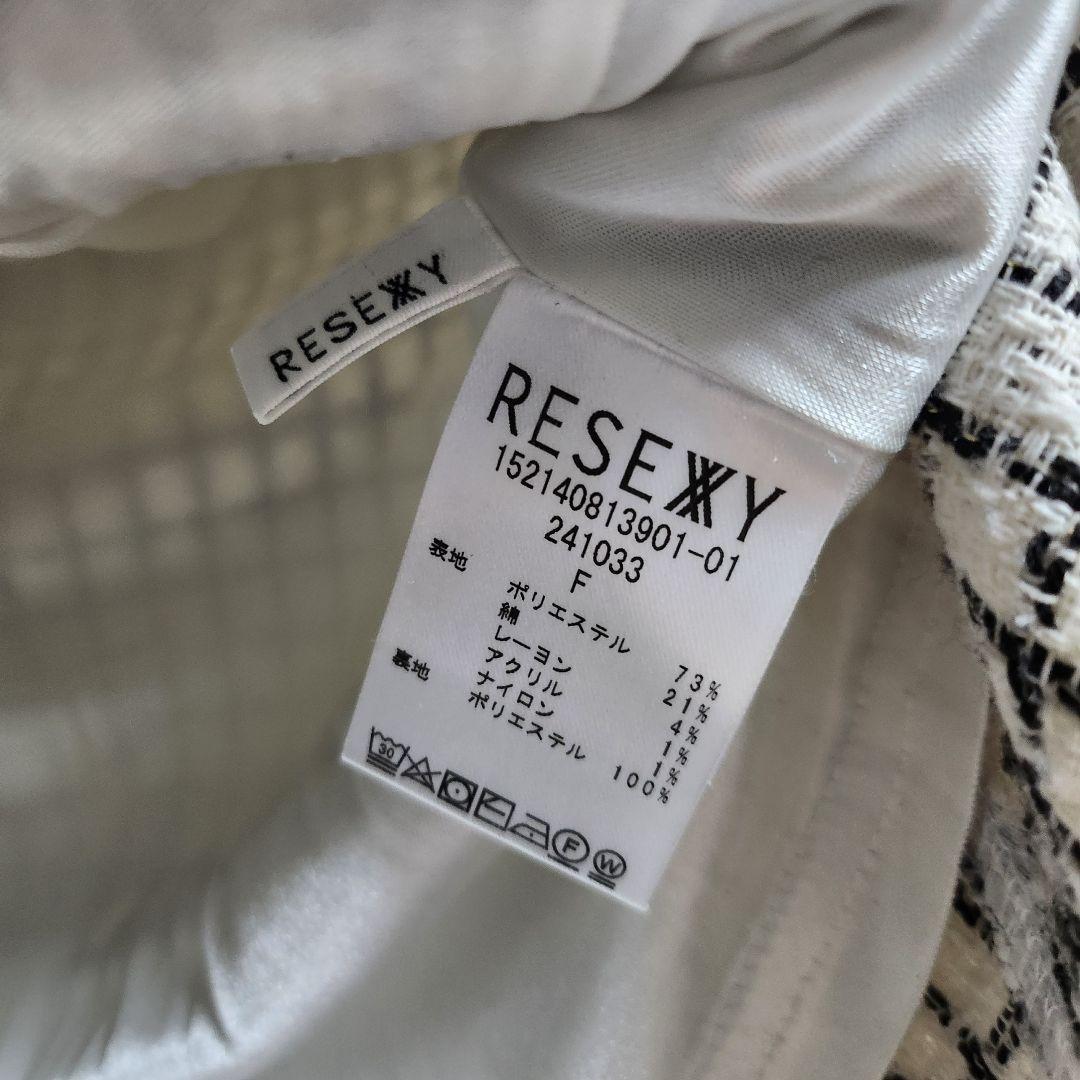 RESEXXY
RESEXXY
152140813901-01
241033
F
表地
ポリエステル 73%
綿 21%
レーヨン 4%
アクリル 1%
ナイロン 1%
裏地
ポリエステル 100%
30
F
W